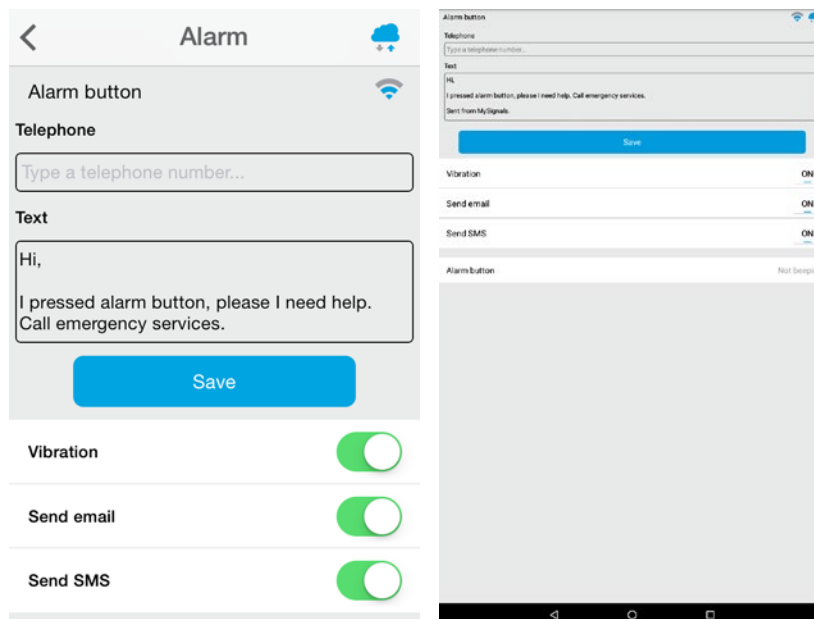 Alarm
Alarm button
Telephone
Type a telephone number...
Text
Hi,
I pressed alarm button, please I need help.
Call emergency services.
Save
Vibration
Send email
Send SMS
Alarm button
Telephone
Type a telephone number...
Text
Hi,
I pressed alarm button, please I need help. Call emergency services.
Sent from MySignals.
Save
Vibration ON
Send email ON
Send SMS ON
Alarm button Not beepi